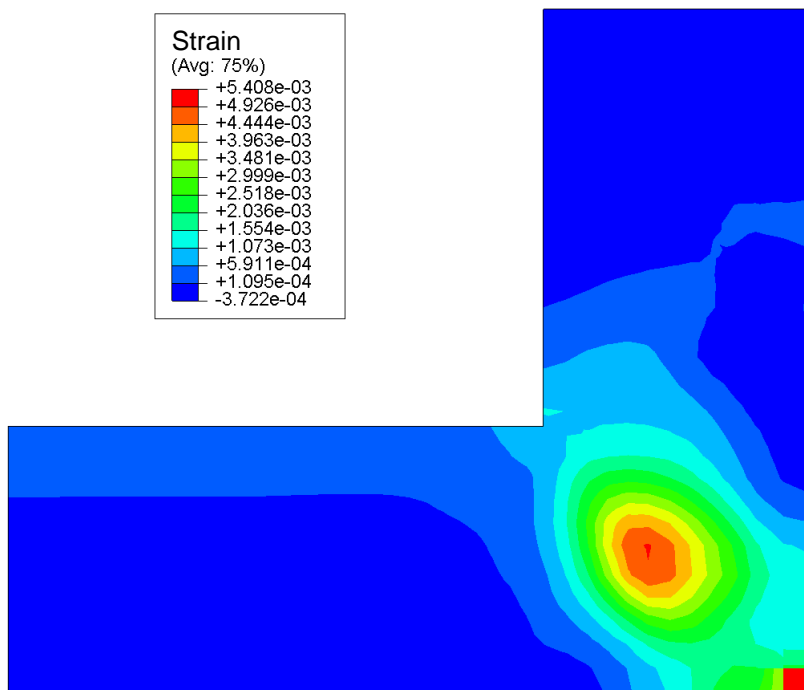 Strain
(Avg: 75%)
+5.408e-03
+4.926e-03
+4.444e-03
+3.963e-03
+3.481e-03
+2.999e-03
+2.518e-03
+2.036e-03
+1.554e-03
+1.073e-03
+5.911e-04
+1.095e-04
-3.722e-04